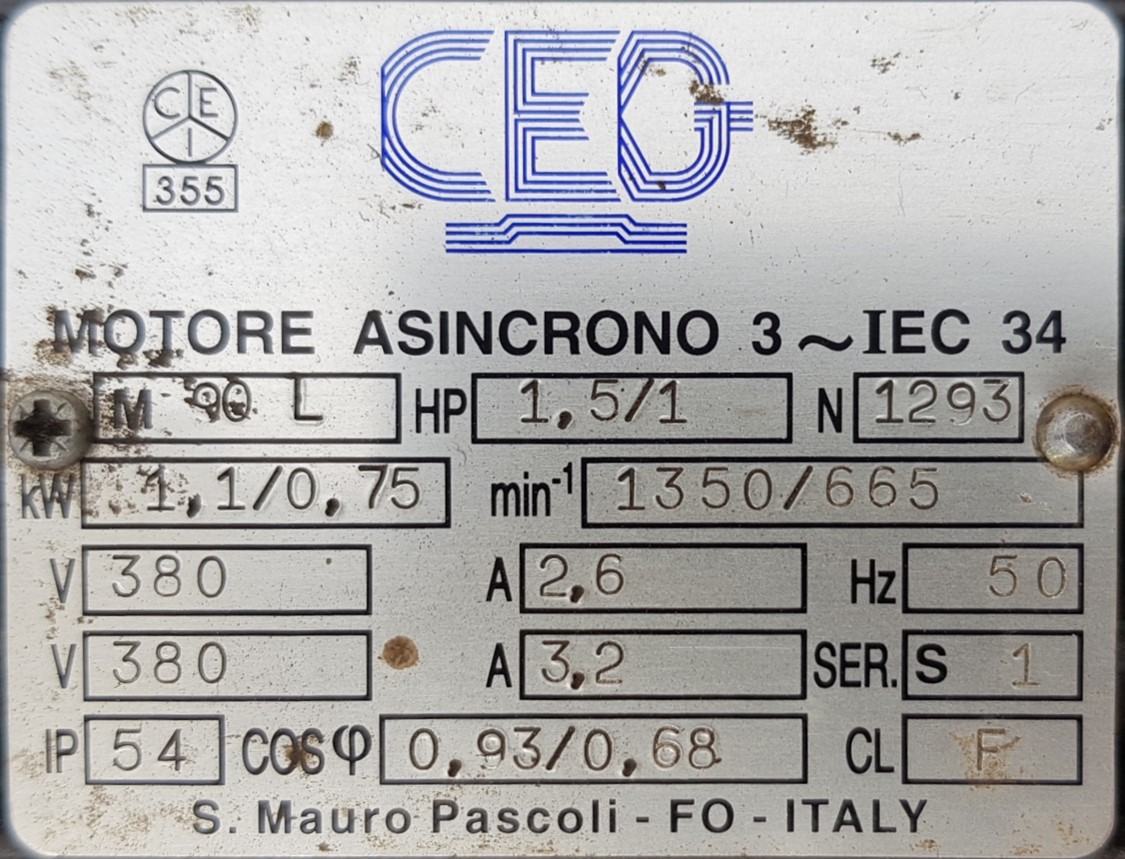 CEG
CEI
355
MOTORE ASINCRONO 3~IEC 34
M 90 L HP 1,5/1 N 1293
kW 1,1/0,75 min-1 1350/665
V 380 A 2,6 Hz 50
V 380 A 3,2 SER. S 1
IP 54 COSφ 0,93/0,68 CL F
S. Mauro Pascoli - FO - ITALY